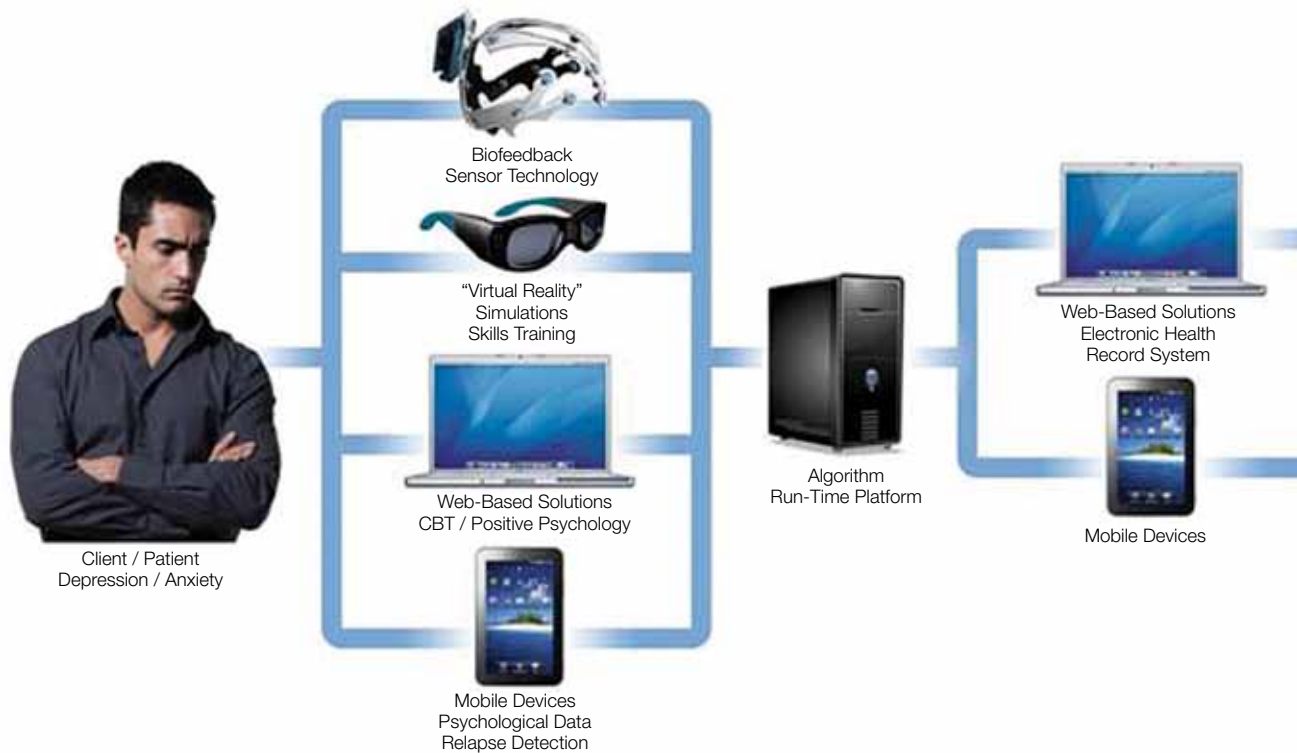 Biofeedback
Sensor Technology
“Virtual Reality”
Simulations
Skills Training
Web-Based Solutions
CBT / Positive Psychology
Mobile Devices
Psychological Data
Relapse Detection
Client / Patient
Depression / Anxiety
Algorithm
Run-Time Platform
Web-Based Solutions
Electronic Health
Record System
Mobile Devices